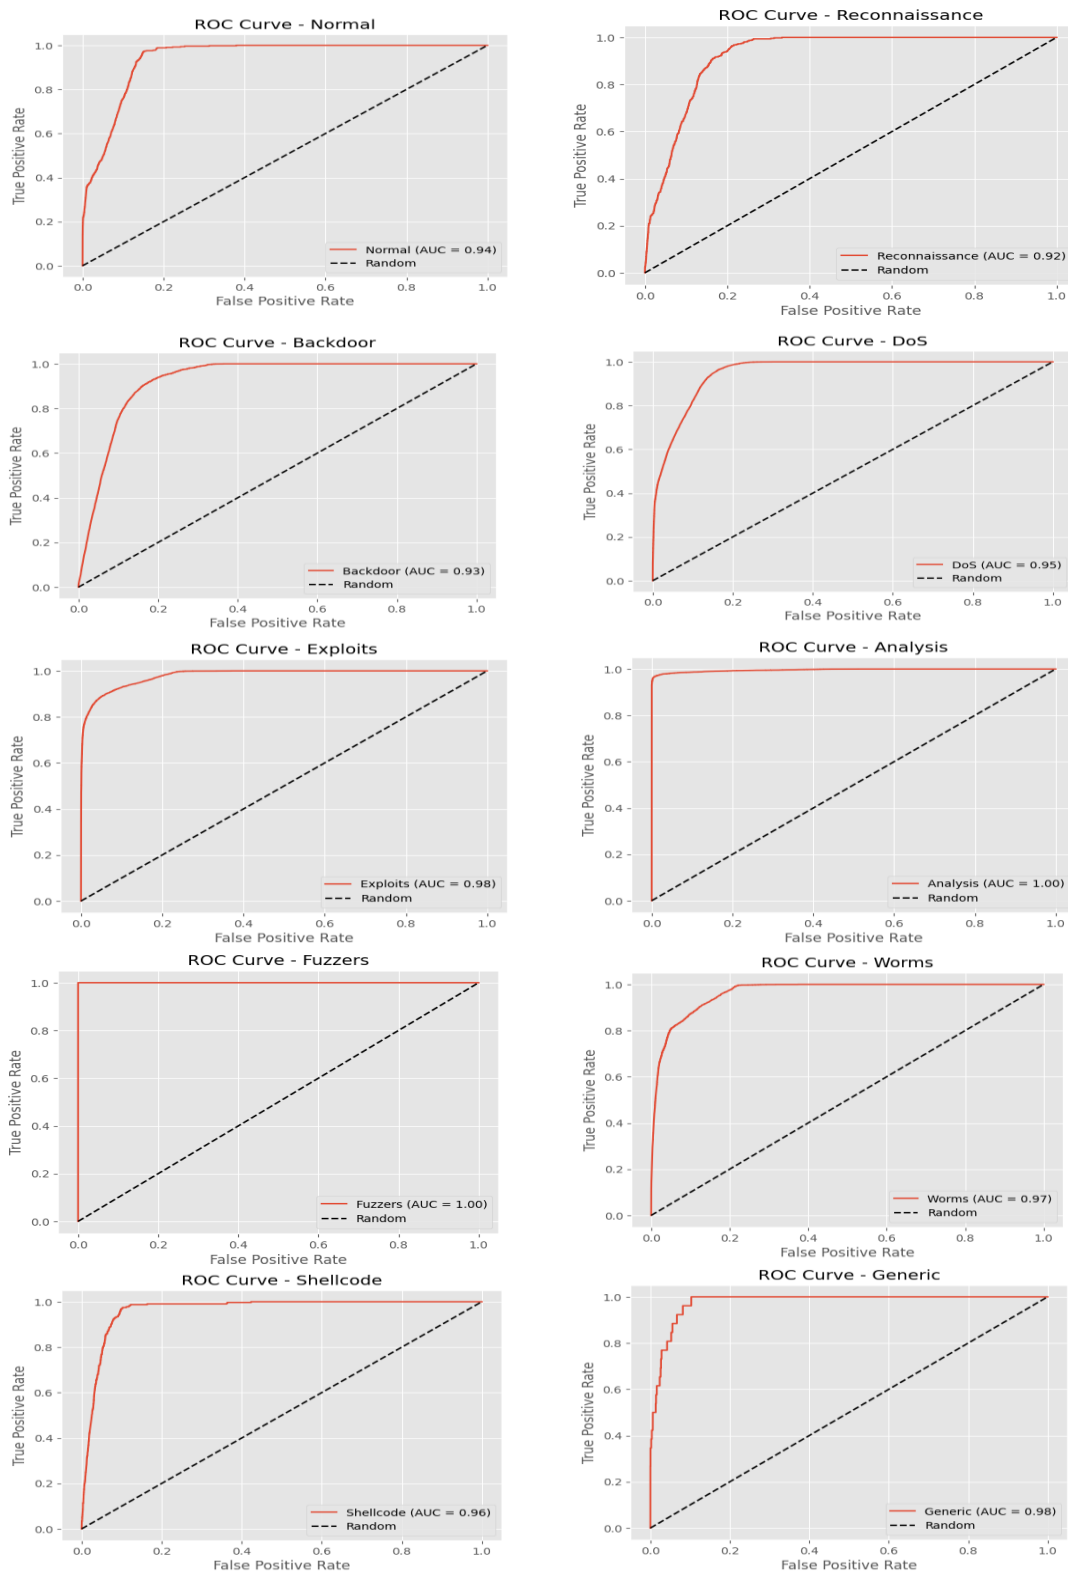 ROC Curve - Normal
True Positive Rate
1.0
0.8
0.6
0.4
0.2
0.0
Normal (AUC = 0.94)
Random
0.0 0.2 0.4 0.6 0.8 1.0
False Positive Rate
ROC Curve - Reconnaissance
True Positive Rate
1.0
0.8
0.6
0.4
0.2
0.0
Reconnaissance (AUC = 0.92)
Random
0.0 0.2 0.4 0.6 0.8 1.0
False Positive Rate
ROC Curve - Backdoor
True Positive Rate
1.0
0.8
0.6
0.4
0.2
0.0
Backdoor (AUC = 0.93)
Random
0.0 0.2 0.4 0.6 0.8 1.0
False Positive Rate
ROC Curve - DoS
True Positive Rate
1.0
0.8
0.6
0.4
0.2
0.0
DoS (AUC = 0.95)
Random
0.0 0.2 0.4 0.6 0.8 1.0
False Positive Rate
ROC Curve - Exploits
True Positive Rate
1.0
0.8
0.6
0.4
0.2
0.0
Exploits (AUC = 0.98)
Random
0.0 0.2 0.4 0.6 0.8 1.0
False Positive Rate
ROC Curve - Analysis
True Positive Rate
1.0
0.8
0.6
0.4
0.2
0.0
Analysis (AUC = 1.00)
Random
0.0 0.2 0.4 0.6 0.8 1.0
False Positive Rate
ROC Curve - Fuzzers
True Positive Rate
1.0
0.8
0.6
0.4
0.2
0.0
Fuzzers (AUC = 1.00)
Random
0.0 0.2 0.4 0.6 0.8 1.0
False Positive Rate
ROC Curve - Worms
True Positive Rate
1.0
0.8
0.6
0.4
0.2
0.0
Worms (AUC = 0.97)
Random
0.0 0.2 0.4 0.6 0.8 1.0
False Positive Rate
ROC Curve - Shellcode
True Positive Rate
1.0
0.8
0.6
0.4
0.2
0.0
Shellcode (AUC = 0.96)
Random
0.0 0.2 0.4 0.6 0.8 1.0
False Positive Rate
ROC Curve - Generic
True Positive Rate
1.0
0.8
0.6
0.4
0.2
0.0
Generic (AUC = 0.98)
Random
0.0 0.2 0.4 0.6 0.8 1.0
False Positive Rate